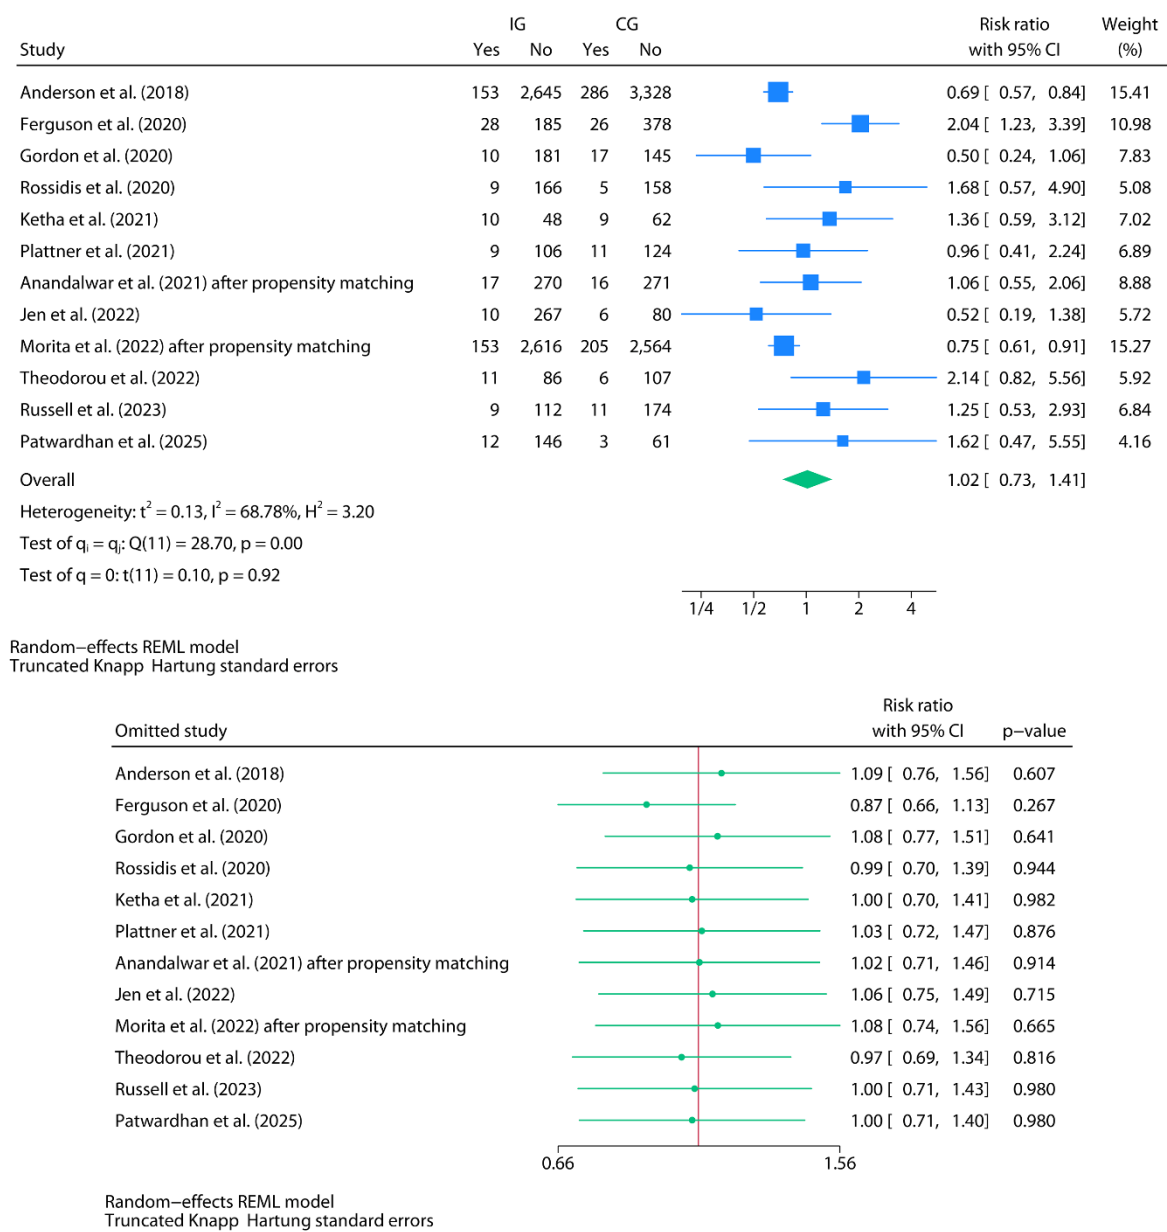 IG CG Risk ratio Weight
Study Yes No Yes No with 95% CI (%)
Anderson et al. (2018) 153 2,645 286 3,328 0.69 [ 0.57, 0.84] 15.41
Ferguson et al. (2020) 28 185 26 378 2.04 [ 1.23, 3.39] 10.98
Gordon et al. (2020) 10 181 17 145 0.50 [ 0.24, 1.06] 7.83
Rossidis et al. (2020) 9 166 5 158 1.68 [ 0.57, 4.90] 5.08
Ketha et al. (2021) 10 48 9 62 1.36 [ 0.59, 3.12] 7.02
Plattner et al. (2021) 9 106 11 124 0.96 [ 0.41, 2.24] 6.89
Anandalwar et al. (2021) after propensity matching 17 270 16 271 1.06 [ 0.55, 2.06] 8.88
Jen et al. (2022) 10 267 6 80 0.52 [ 0.19, 1.38] 5.72
Morita et al. (2022) after propensity matching 153 2,616 205 2,564 0.75 [ 0.61, 0.91] 15.27
Theodorou et al. (2022) 11 86 6 107 2.14 [ 0.82, 5.56] 5.92
Russell et al. (2023) 9 112 11 174 1.25 [ 0.53, 2.93] 6.84
Patwardhan et al. (2025) 12 146 3 61 1.62 [ 0.47, 5.55] 4.16
Overall 1.02 [ 0.73, 1.41]
Heterogeneity: t² = 0.13, I² = 68.78%, H² = 3.20
Test of qᵢ = qⱼ: Q(11) = 28.70, p = 0.00
Test of q = 0: t(11) = 0.10, p = 0.92
1/4 1/2 1 2 4
Random−effects REML model
Truncated Knapp Hartung standard errors
Risk ratio
Omitted study with 95% CI p−value
Anderson et al. (2018) 1.09 [ 0.76, 1.56] 0.607
Ferguson et al. (2020) 0.87 [ 0.66, 1.13] 0.267
Gordon et al. (2020) 1.08 [ 0.77, 1.51] 0.641
Rossidis et al. (2020) 0.99 [ 0.70, 1.39] 0.944
Ketha et al. (2021) 1.00 [ 0.70, 1.41] 0.982
Plattner et al. (2021) 1.03 [ 0.72, 1.47] 0.876
Anandalwar et al. (2021) after propensity matching 1.02 [ 0.71, 1.46] 0.914
Jen et al. (2022) 1.06 [ 0.75, 1.49] 0.715
Morita et al. (2022) after propensity matching 1.08 [ 0.74, 1.56] 0.665
Theodorou et al. (2022) 0.97 [ 0.69, 1.34] 0.816
Russell et al. (2023) 1.00 [ 0.71, 1.43] 0.980
Patwardhan et al. (2025) 1.00 [ 0.71, 1.40] 0.980
0.66 1.56
Random−effects REML model
Truncated Knapp Hartung standard errors